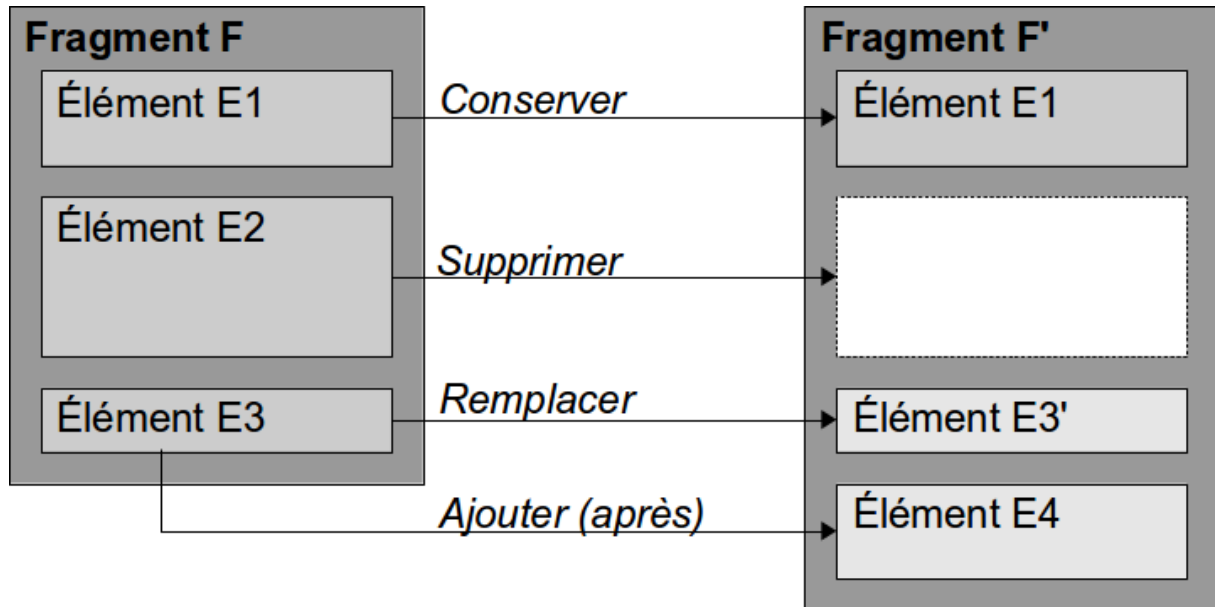 Fragment F
Élément E1
Élément E2
Élément E3
Conserver
Supprimer
Remplacer
Ajouter (après)
Fragment F'
Élément E1
Élément E3'
Élément E4